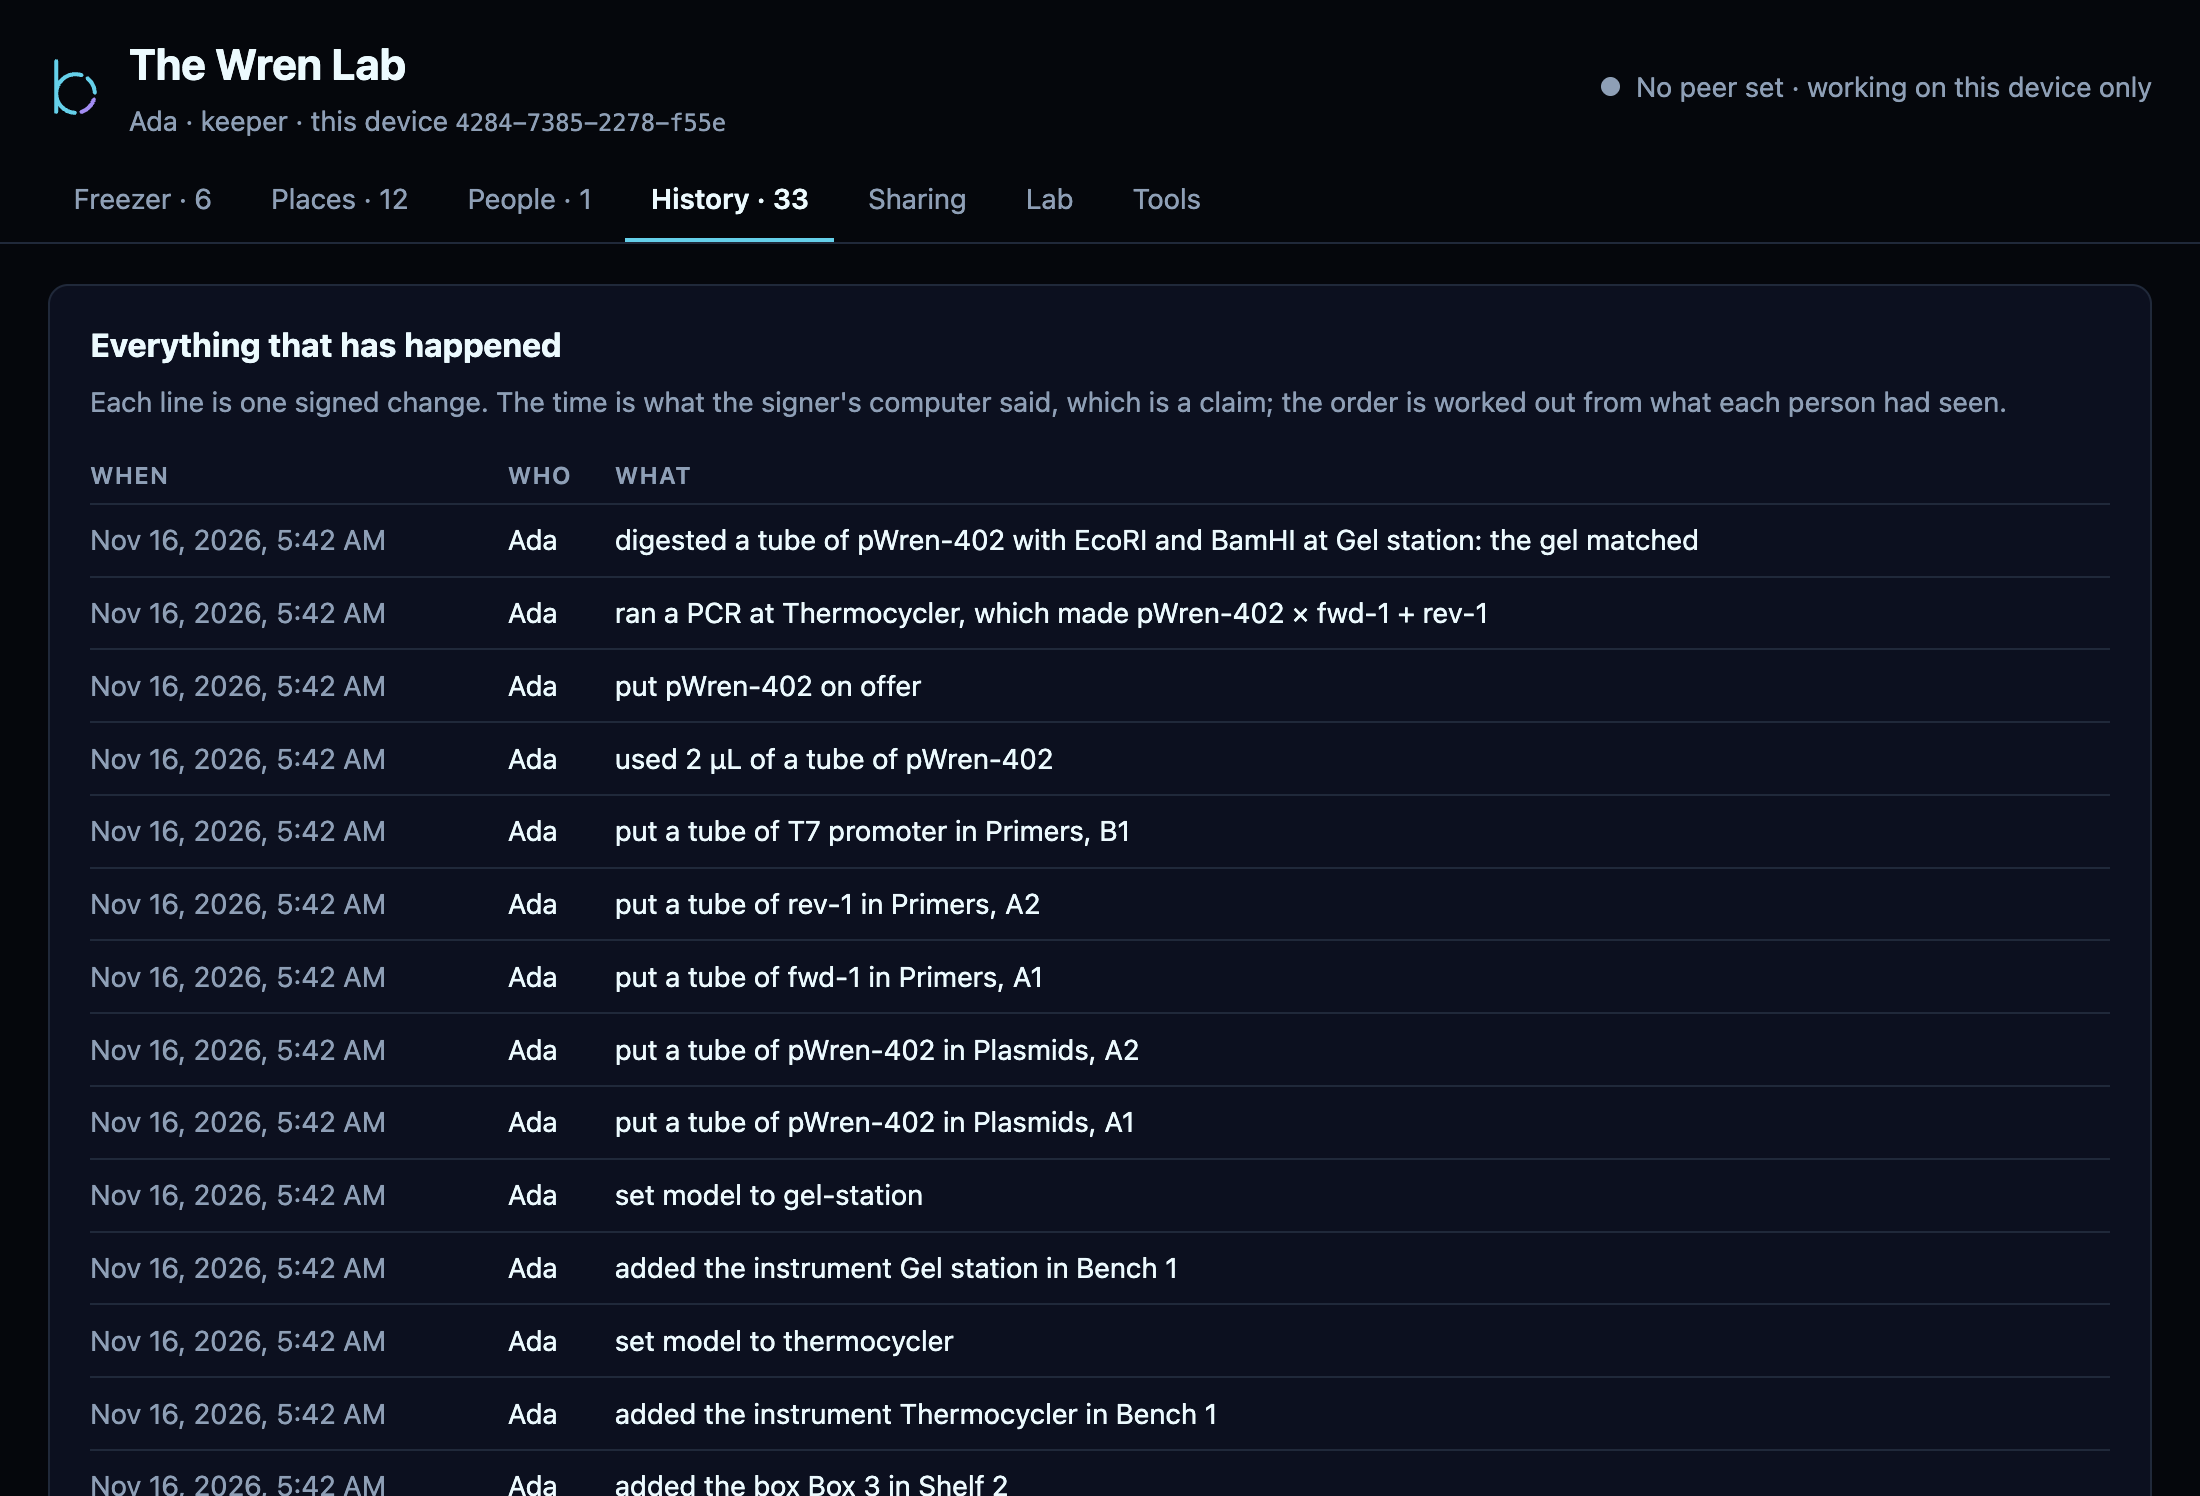 The Wren Lab
Ada · keeper · this device 4284-7385-2278-f55e
No peer set · working on this device only
Freezer · 6 Places · 12 People · 1 History · 33 Sharing Lab Tools
Everything that has happened
Each line is one signed change. The time is what the signer's computer said, which is a claim; the order is worked out from what each person had seen.
WHEN WHO WHAT
Nov 16, 2026, 5:42 AM Ada digested a tube of pWren-402 with EcoRI and BamHI at Gel station: the gel matched
Nov 16, 2026, 5:42 AM Ada ran a PCR at Thermocycler, which made pWren-402 × fwd-1 + rev-1
Nov 16, 2026, 5:42 AM Ada put pWren-402 on offer
Nov 16, 2026, 5:42 AM Ada used 2 µL of a tube of pWren-402
Nov 16, 2026, 5:42 AM Ada put a tube of T7 promoter in Primers, B1
Nov 16, 2026, 5:42 AM Ada put a tube of rev-1 in Primers, A2
Nov 16, 2026, 5:42 AM Ada put a tube of fwd-1 in Primers, A1
Nov 16, 2026, 5:42 AM Ada put a tube of pWren-402 in Plasmids, A2
Nov 16, 2026, 5:42 AM Ada put a tube of pWren-402 in Plasmids, A1
Nov 16, 2026, 5:42 AM Ada set model to gel-station
Nov 16, 2026, 5:42 AM Ada added the instrument Gel station in Bench 1
Nov 16, 2026, 5:42 AM Ada set model to thermocycler
Nov 16, 2026, 5:42 AM Ada added the instrument Thermocycler in Bench 1
Nov 16, 2026, 5:42 AM Ada added the box Box 3 in Shelf 2